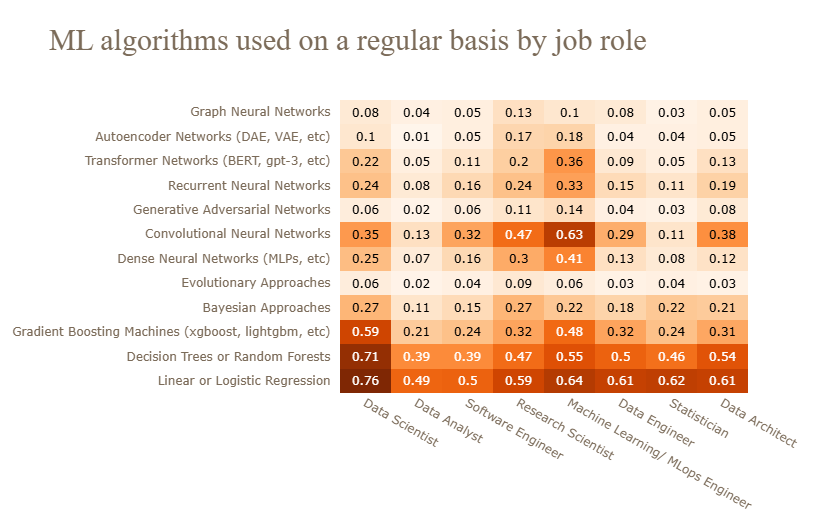 ML algorithms used on a regular basis by job role
Graph Neural Networks 0.08 0.04 0.05 0.13 0.1 0.08 0.03 0.05
Autoencoder Networks (DAE, VAE, etc) 0.1 0.01 0.05 0.17 0.18 0.04 0.04 0.05
Transformer Networks (BERT, gpt-3, etc) 0.22 0.05 0.11 0.2 0.36 0.09 0.05 0.13
Recurrent Neural Networks 0.24 0.08 0.16 0.24 0.33 0.15 0.11 0.19
Generative Adversarial Networks 0.06 0.02 0.06 0.11 0.14 0.04 0.03 0.08
Convolutional Neural Networks 0.35 0.13 0.32 0.47 0.63 0.29 0.11 0.38
Dense Neural Networks (MLPs, etc) 0.25 0.07 0.16 0.3 0.41 0.13 0.08 0.12
Evolutionary Approaches 0.06 0.02 0.04 0.09 0.06 0.03 0.04 0.03
Bayesian Approaches 0.27 0.11 0.15 0.27 0.22 0.18 0.22 0.21
Gradient Boosting Machines (xgboost, lightgbm, etc) 0.59 0.21 0.24 0.32 0.48 0.32 0.24 0.31
Decision Trees or Random Forests 0.71 0.39 0.39 0.47 0.55 0.5 0.46 0.54
Linear or Logistic Regression 0.76 0.49 0.5 0.59 0.64 0.61 0.62 0.61
Data Scientist
Data Analyst
Software Engineer
Research Scientist
Machine Learning/ MLops Engineer
Data Engineer
Statistician
Data Architect